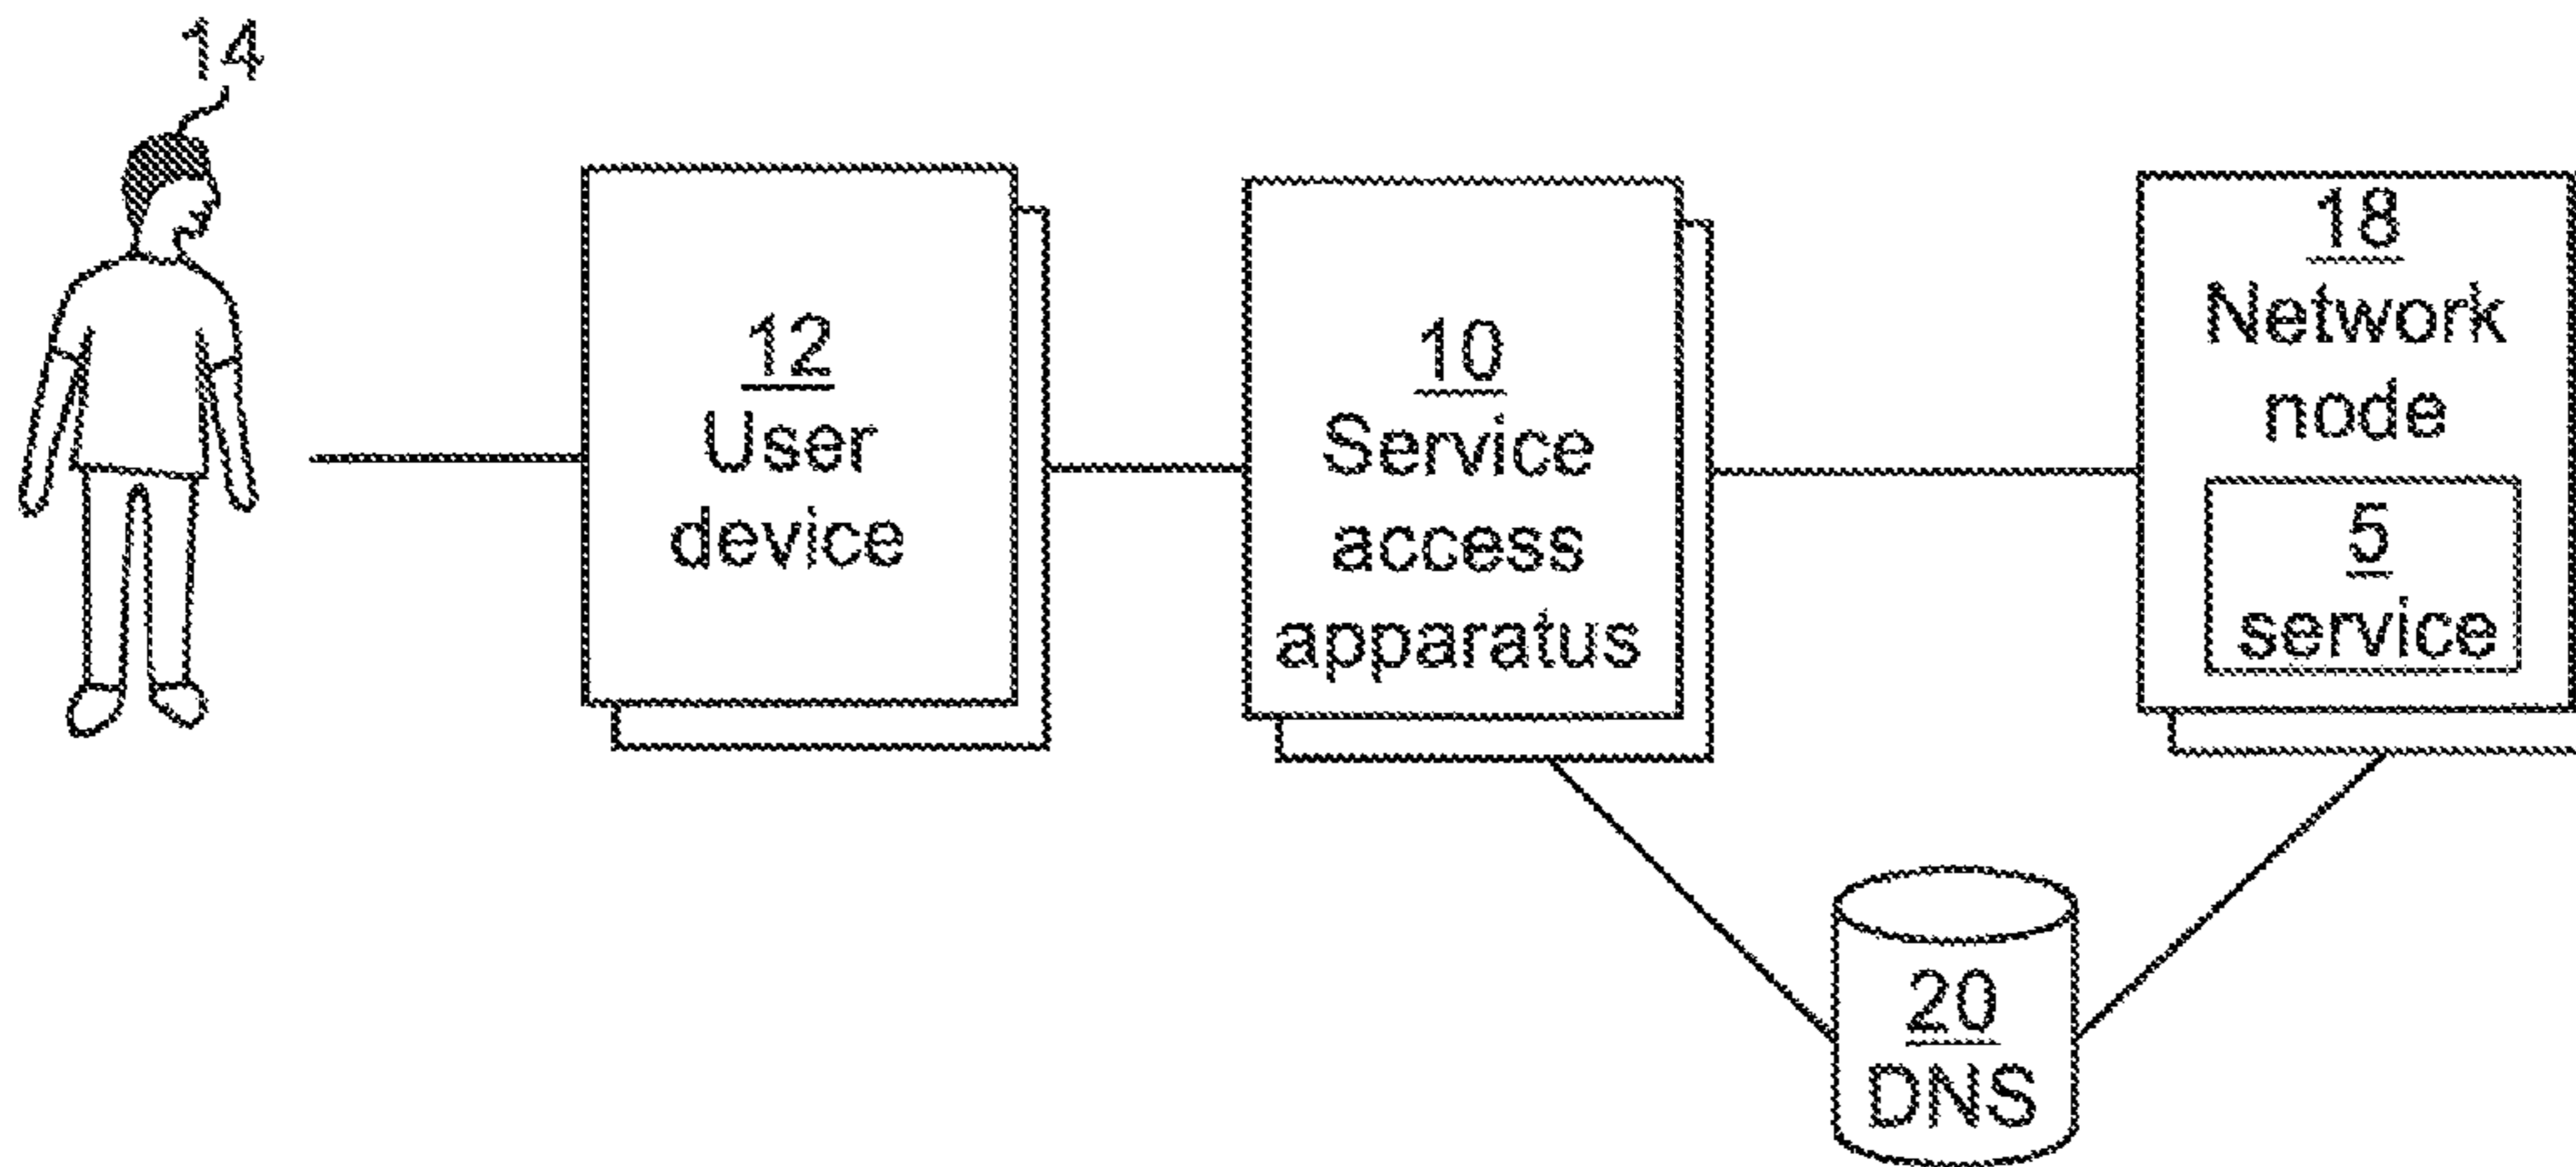 14
12
User
device
10
Service
access
apparatus
18
Network
node
5
service
20
DNS